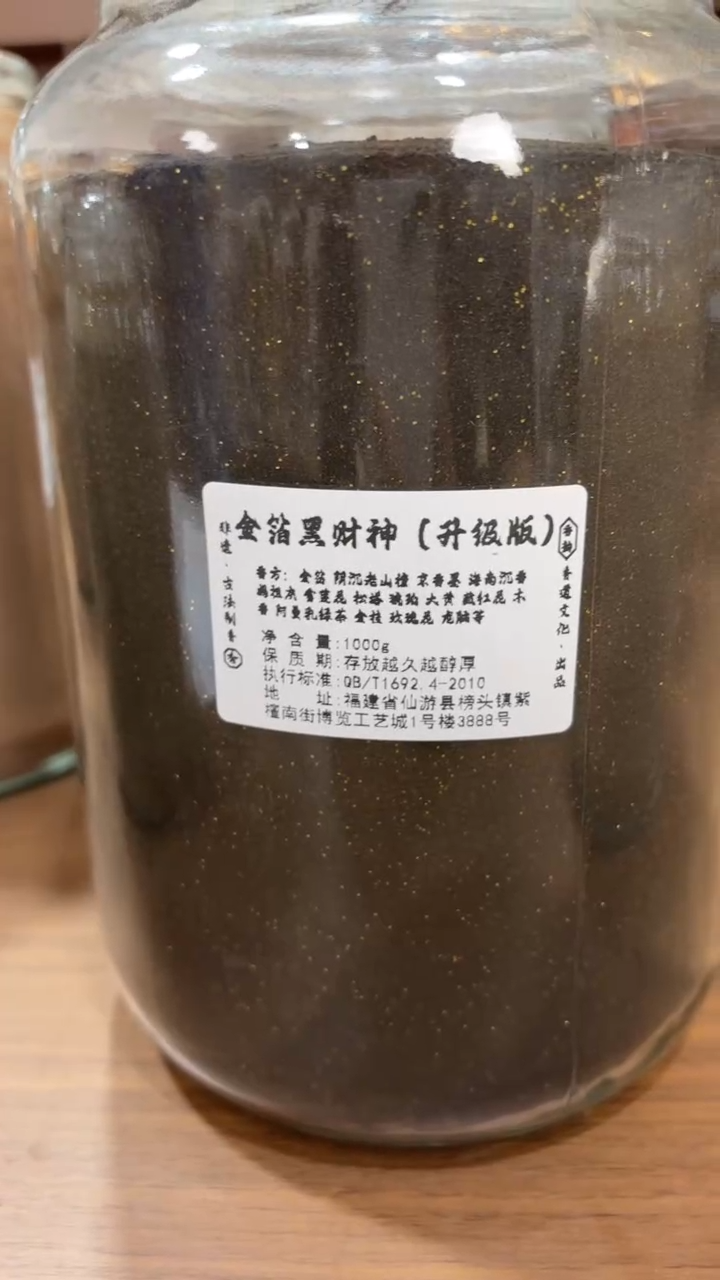 金箔黑财神（升级版）
香方：金箔 阴沉老山檀 京香墨 海南沉香
雪莲花 松塔 琥珀 大黄 藏红花 木
香 阿曼乳绿茶 金桂 玫瑰花 龙脑等
净含量:1000g
保质期:存放越久越醇厚
执行标准:QB/T1692.4-2010
地址:福建省仙游县榜头镇紫
檀南街博览工艺城1号楼3888号
非遗·古法制香
香道文化·出品